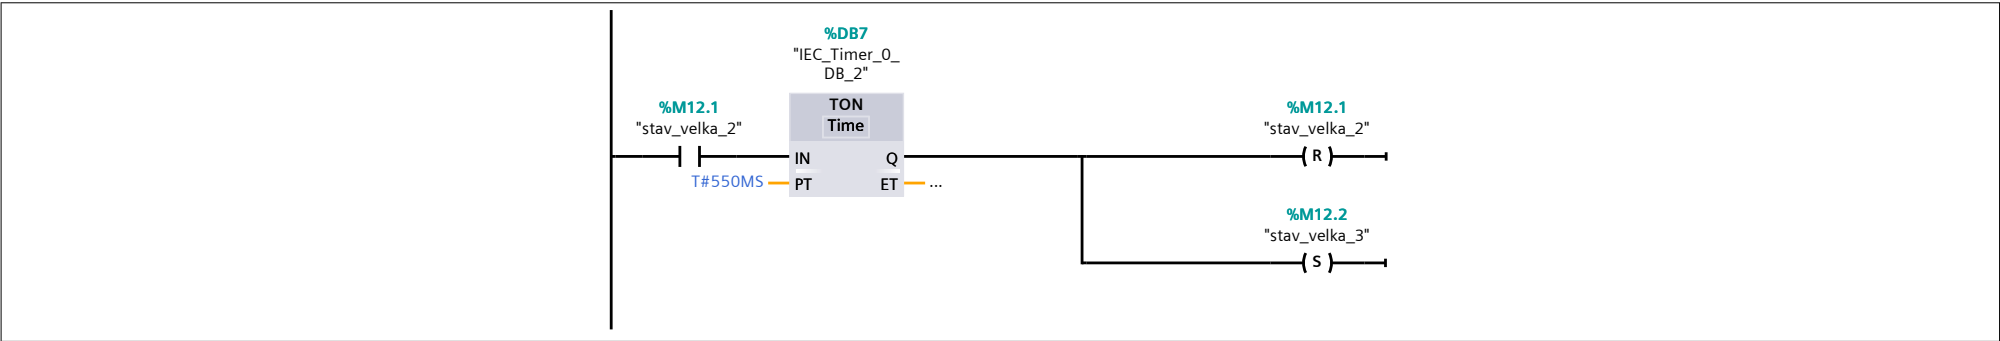 %DB7
"IEC_Timer_0_
DB_2"
%M12.1
"stav_velka_2"
TON
Time
%M12.1
"stav_velka_2"
IN
Q
R
T#550MS
PT
ET
...
%M12.2
"stav_velka_3"
S